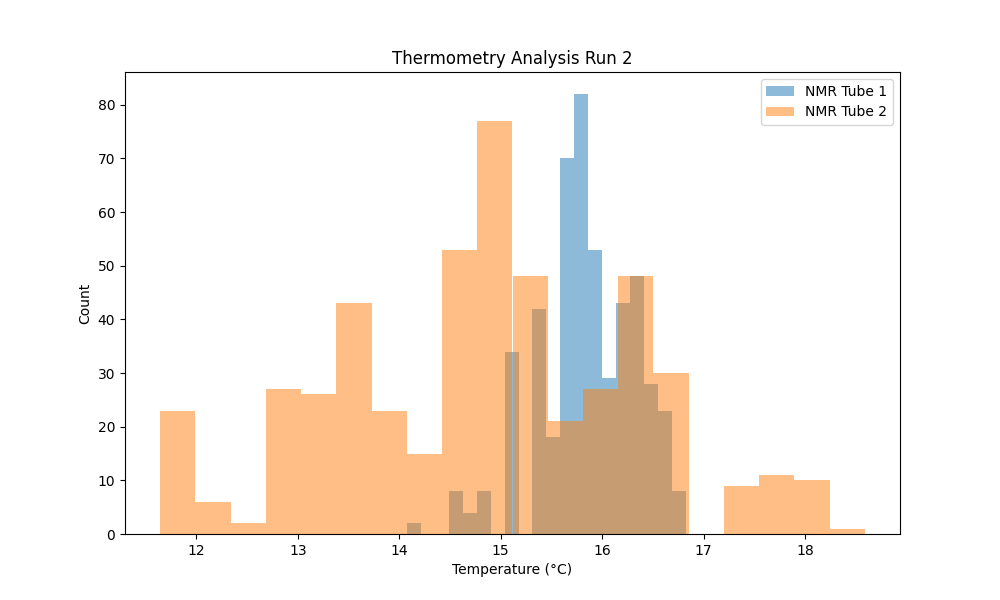 Thermometry Analysis Run 2
NMR Tube 1
NMR Tube 2
80
70
60
50
40
30
20
10
0
Count
12 13 14 15 16 17 18
Temperature (°C)